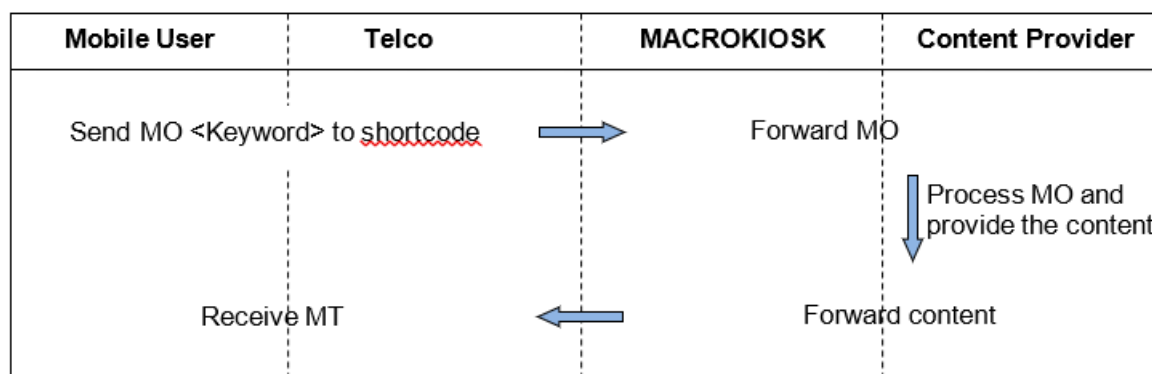 Mobile User Telco MACROKIOSK Content Provider
Send MO <Keyword> to shortcode Forward MO
Process MO and
provide the content
Receive MT Forward content